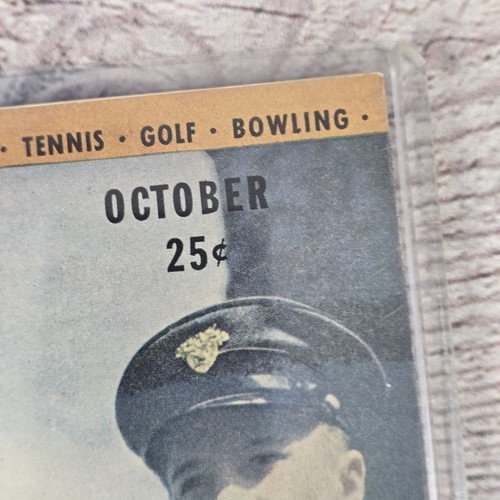 • TENNIS • GOLF • BOWLING •
OCTOBER
25¢